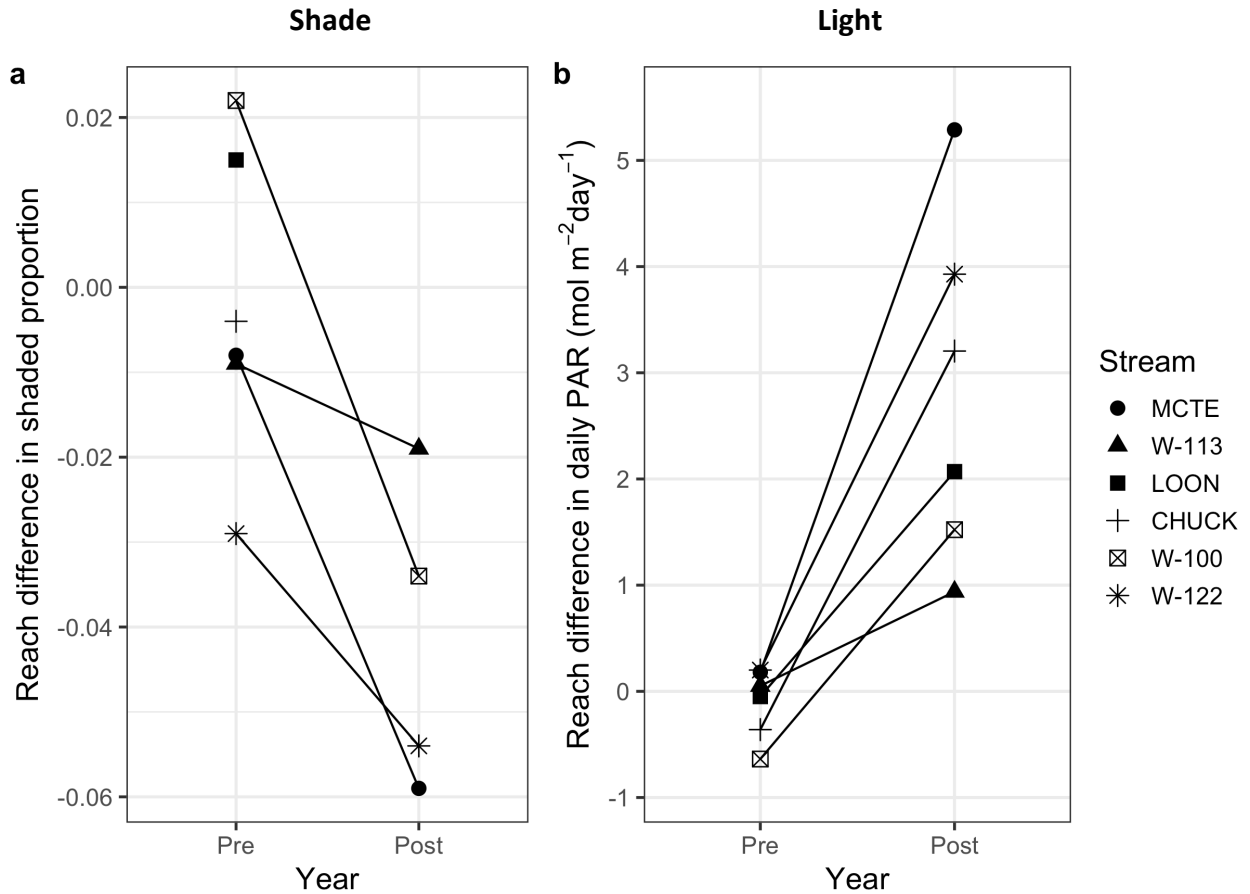 Shade
Light
a
b
Reach difference in shaded proportion
0.02
0.00
-0.02
-0.04
-0.06
Pre
Post
Year
Reach difference in daily PAR (mol m⁻²day⁻¹)
5
4
3
2
1
0
-1
Pre
Post
Year
Stream
MCTE
W-113
LOON
CHUCK
W-100
W-122